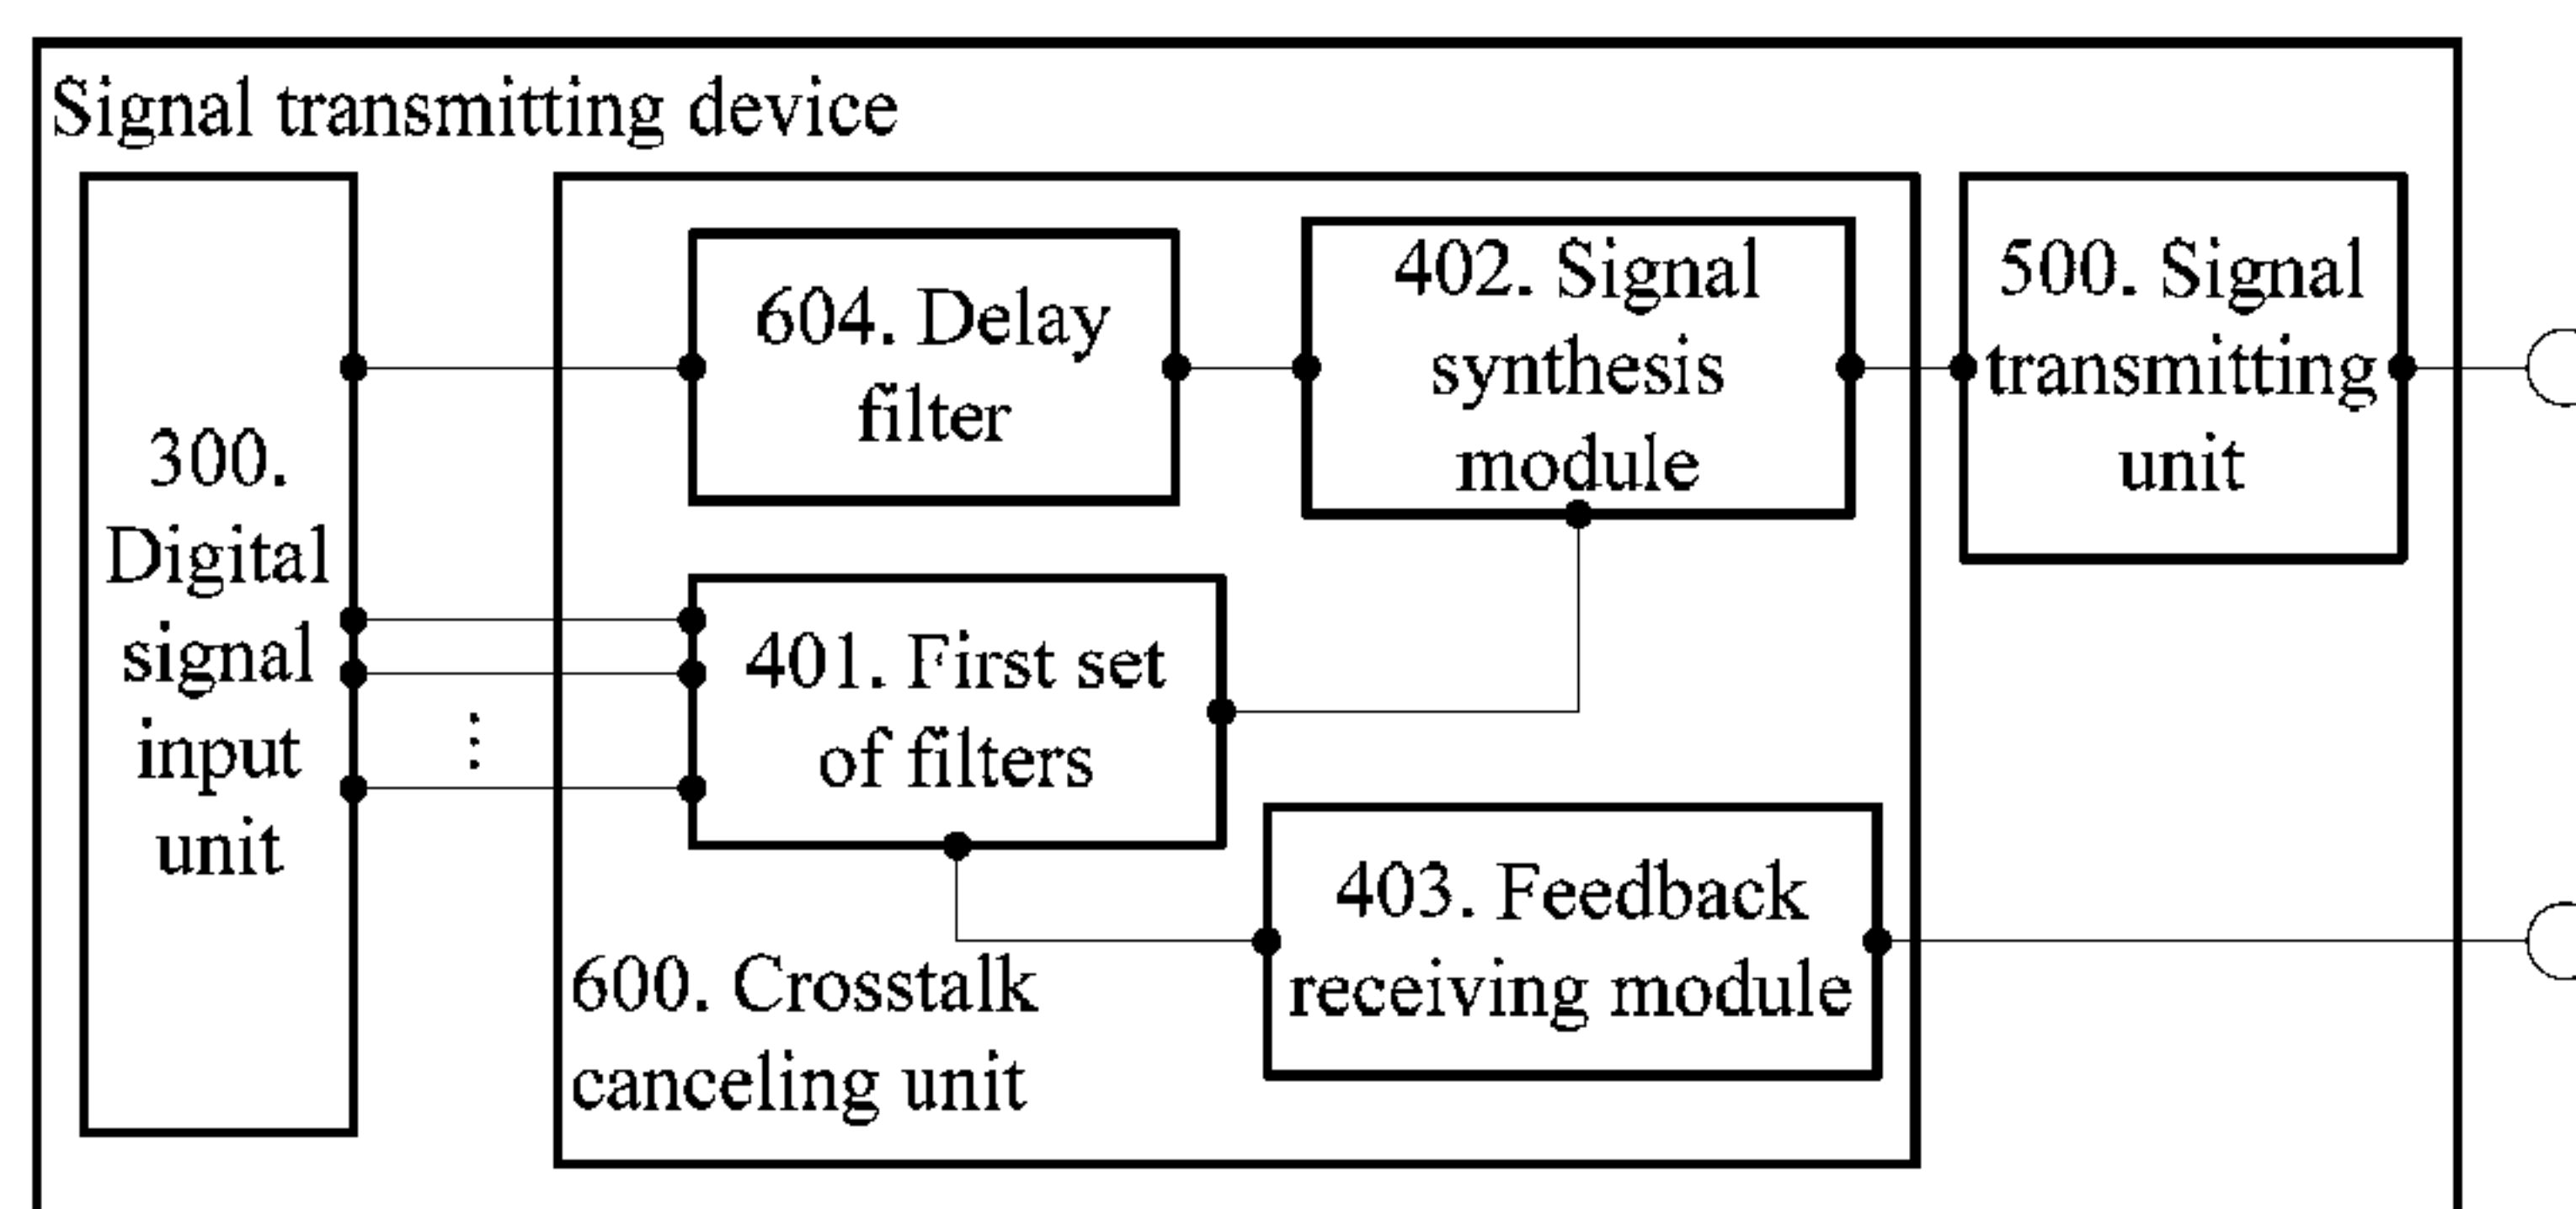 Signal transmitting device
300.
Digital
signal
input
unit
604. Delay
filter
402. Signal
synthesis
module
500. Signal
transmitting
unit
401. First set
of filters
403. Feedback
receiving module
600. Crosstalk
canceling unit